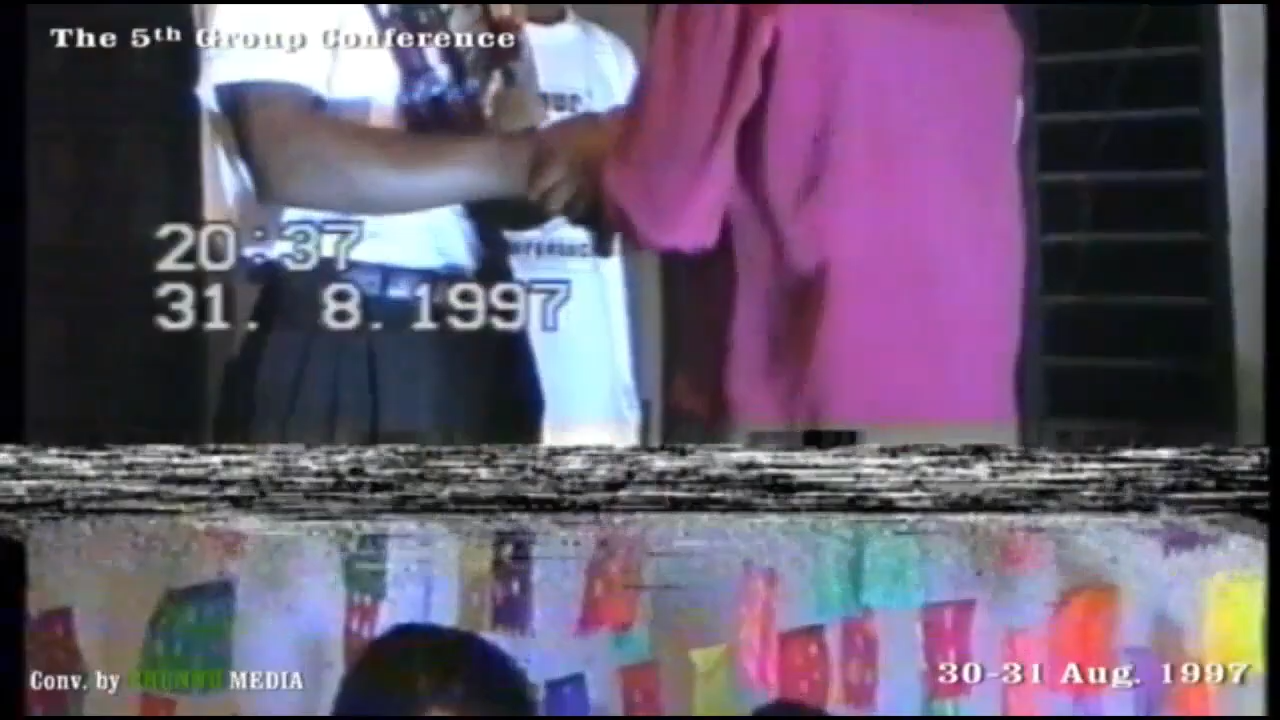 The 5th Group Conference
20:37
31. 8.1997
Conv. by MEDIA
30-31 Aug. 1997